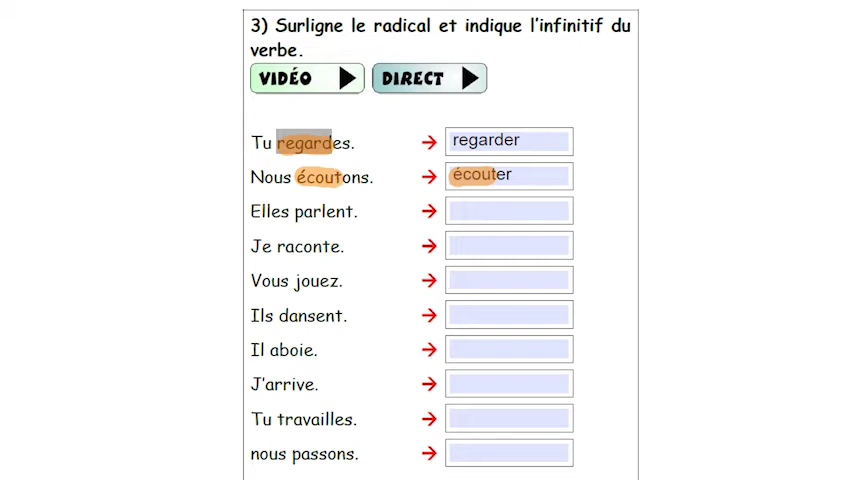 3) Surligne le radical et indique l'infinitif du
verbe.
VIDÉO DIRECT
Tu regardes. → regarder
Nous écoutons. → écouter
Elles parlent. →
Je raconte. →
Vous jouez. →
Ils dansent. →
Il aboie. →
J'arrive. →
Tu travailles. →
nous passons. →